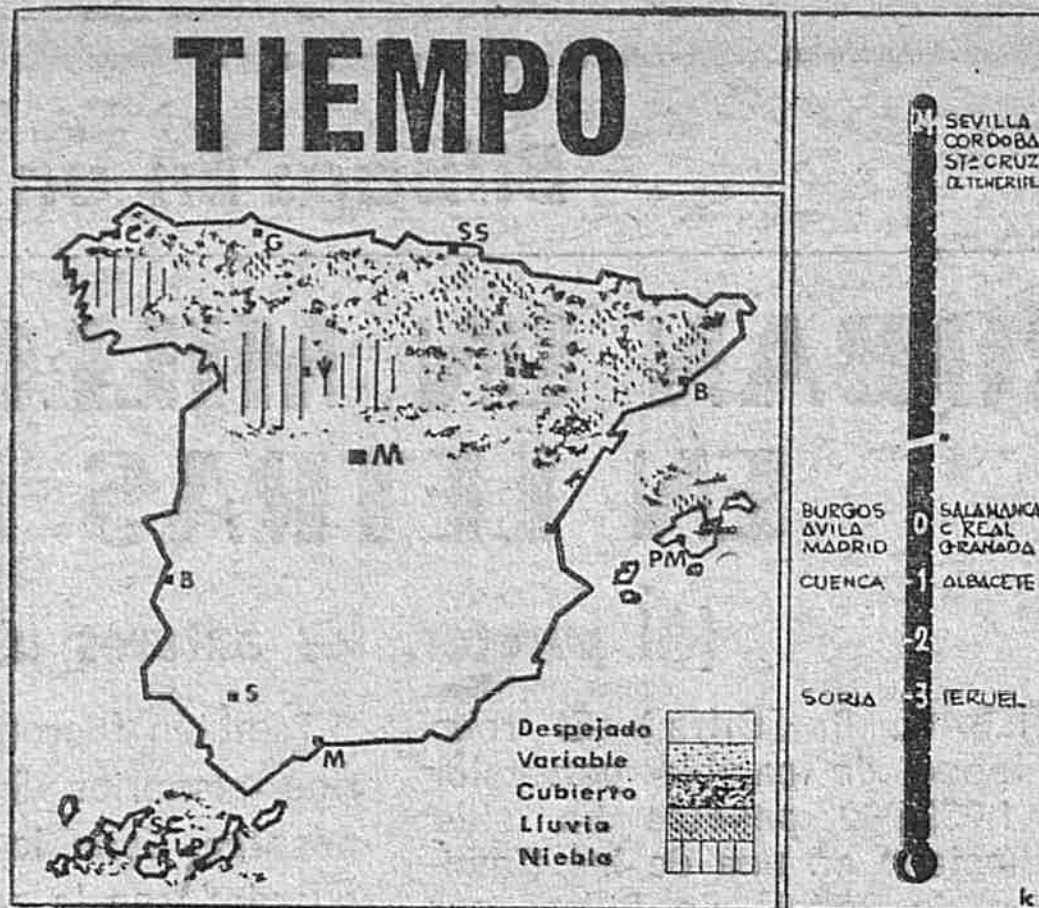 TIEMPO
C
G
SS
V
B
M
PM
B
S
M
SC
LP
Despejado
Variable
Cubierto
Lluvia
Niebla
24 SEVILLA
CORDOBA
STª CRUZ
DE TENERIFE
BURGOS 0 SALAMANCA
AVILA C REAL
MADRID GRANADA
CUENCA -1 ALBACETE
-2
SORIA -3 TERUEL
k